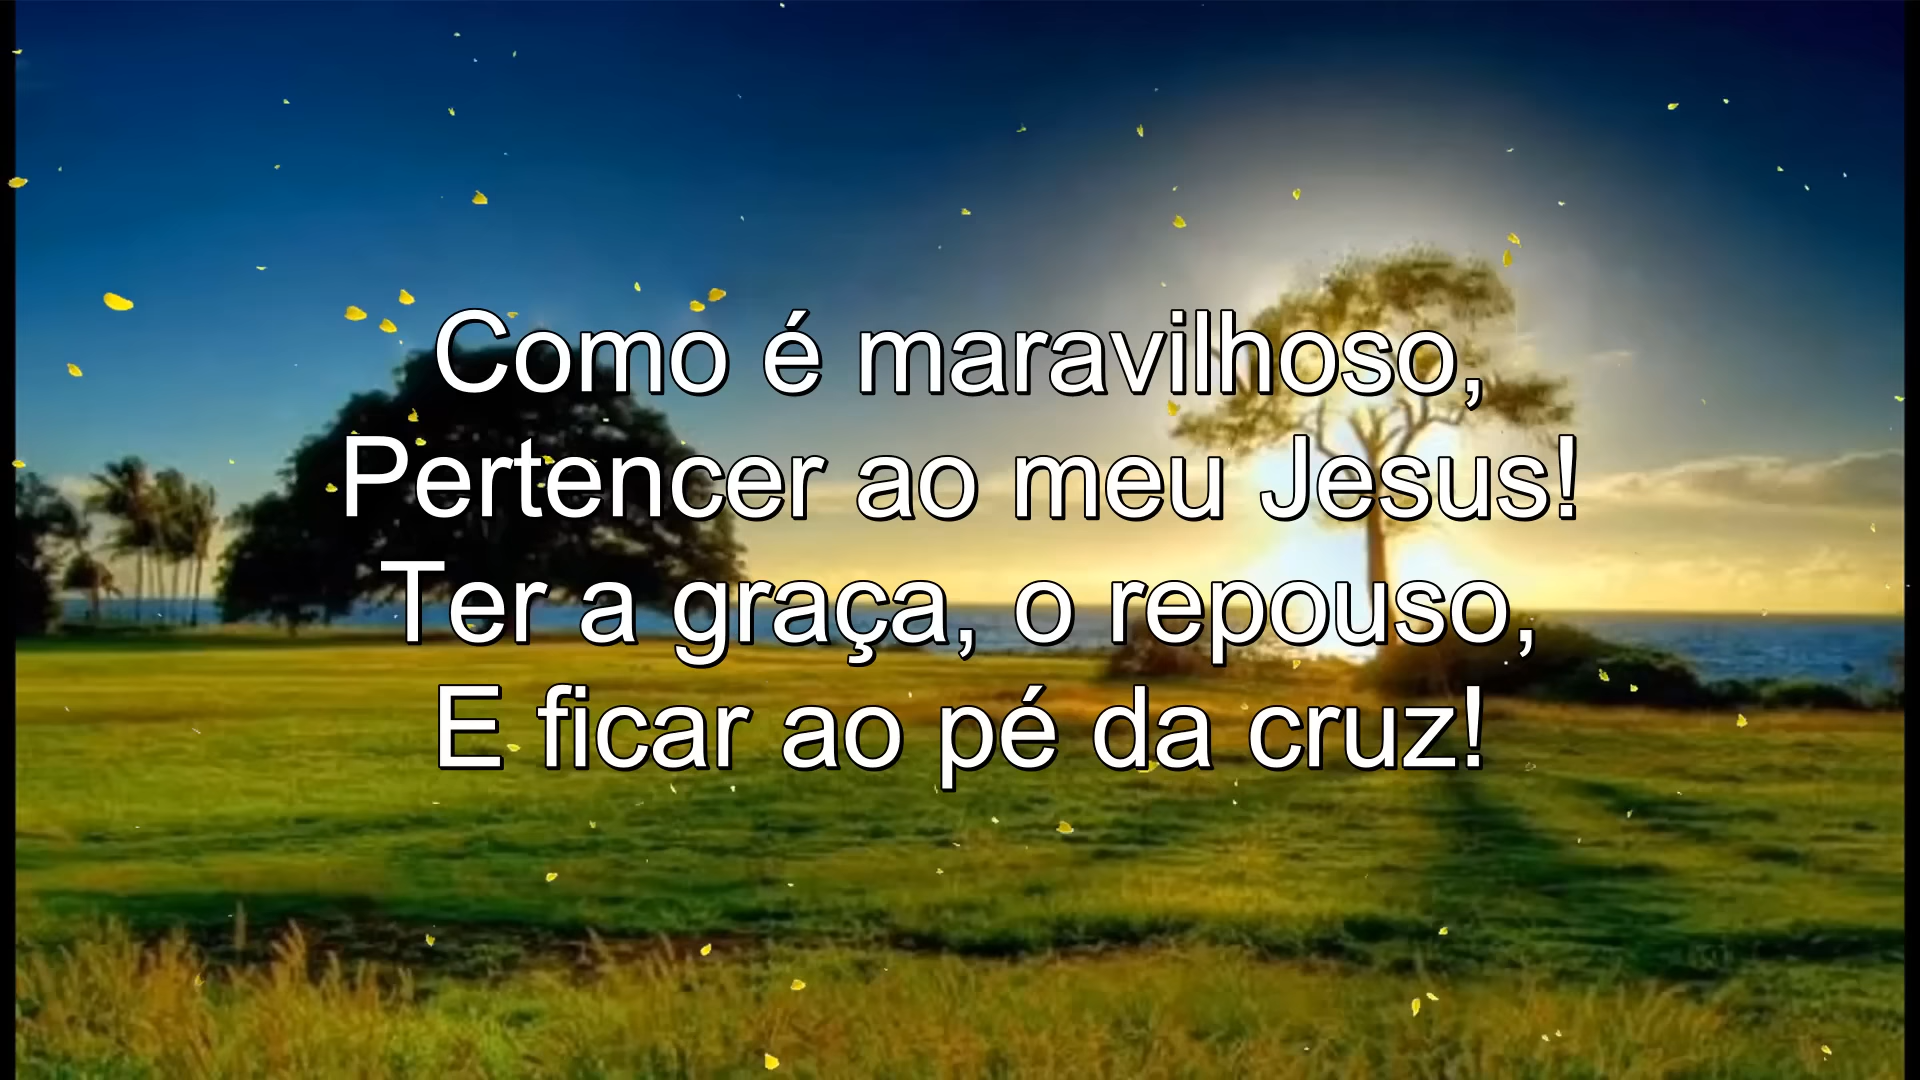 Como é maravilhoso,
Pertencer ao meu Jesus!
Ter a graça, o repouso,
E ficar ao pé da cruz!